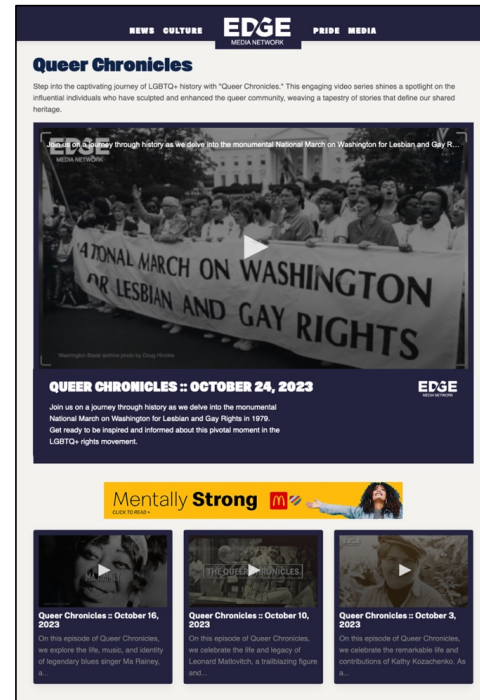 NEWS CULTURE EDGE PRIDE MEDIA
MEDIA NETWORK
Queer Chronicles
Step into the captivating journey of LGBTQ+ history with "Queer Chronicles." This engaging video series shines a spotlight on the
influential individuals who have sculpted and enhanced the queer community, weaving a tapestry of stories that define our shared
heritage.
EDGE
MEDIA NETWORK
Join us on a journey through history as we delve into the monumental National March on Washington for Lesbian and Gay R...
NATIONAL MARCH ON WASHINGTON
FOR LESBIAN AND GAY RIGHTS
Washington Blade archive photo by Doug Hinckle
QUEER CHRONICLES :: OCTOBER 24, 2023
EDGE
MEDIA NETWORK
Join us on a journey through history as we delve into the monumental
National March on Washington for Lesbian and Gay Rights in 1979.
Get ready to be inspired and informed about this pivotal moment in the
LGBTQ+ rights movement.
Mentally Strong
CLICK TO READ +
MA RAINEY
THE QUEER CHRONICLES
Queer Chronicles :: October 16,
2023
On this episode of Queer Chronicles,
we explore the life, music, and identity
of legendary blues singer Ma Rainey,
a...
Queer Chronicles :: October 10,
2023
On this episode of Queer Chronicles,
we celebrate the life and legacy of
Leonard Matlovitch, a trailblazing figure
and...
Queer Chronicles :: October 3,
2023
On this episode of Queer Chronicles,
we celebrate the remarkable life and
contributions of Kathy Kozachenko. As
a...